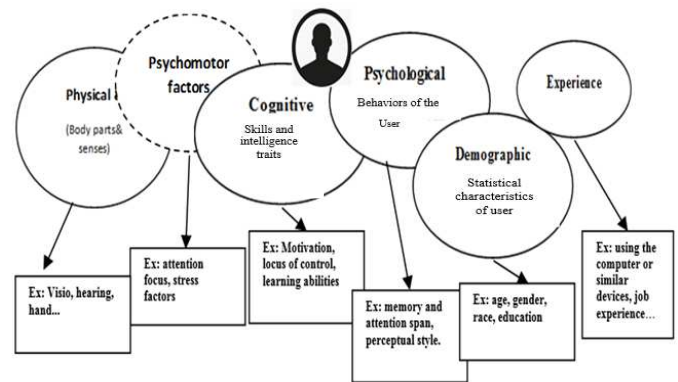 Physical
(Body parts&
senses)
Psychomotor
factors
Cognitive
Skills and
intelligence
traits
Psychological
Behaviors of the
User
Demographic
Statistical
characteristics
of user
Experience
Ex: Visio, hearing,
hand...
Ex: attention
focus, stress
factors
Ex: Motivation,
locus of control,
learning abilities
Ex: memory and
attention span,
perceptual style.
Ex: age, gender,
race, education
Ex: using the
computer or
similar
devices, job
experience…